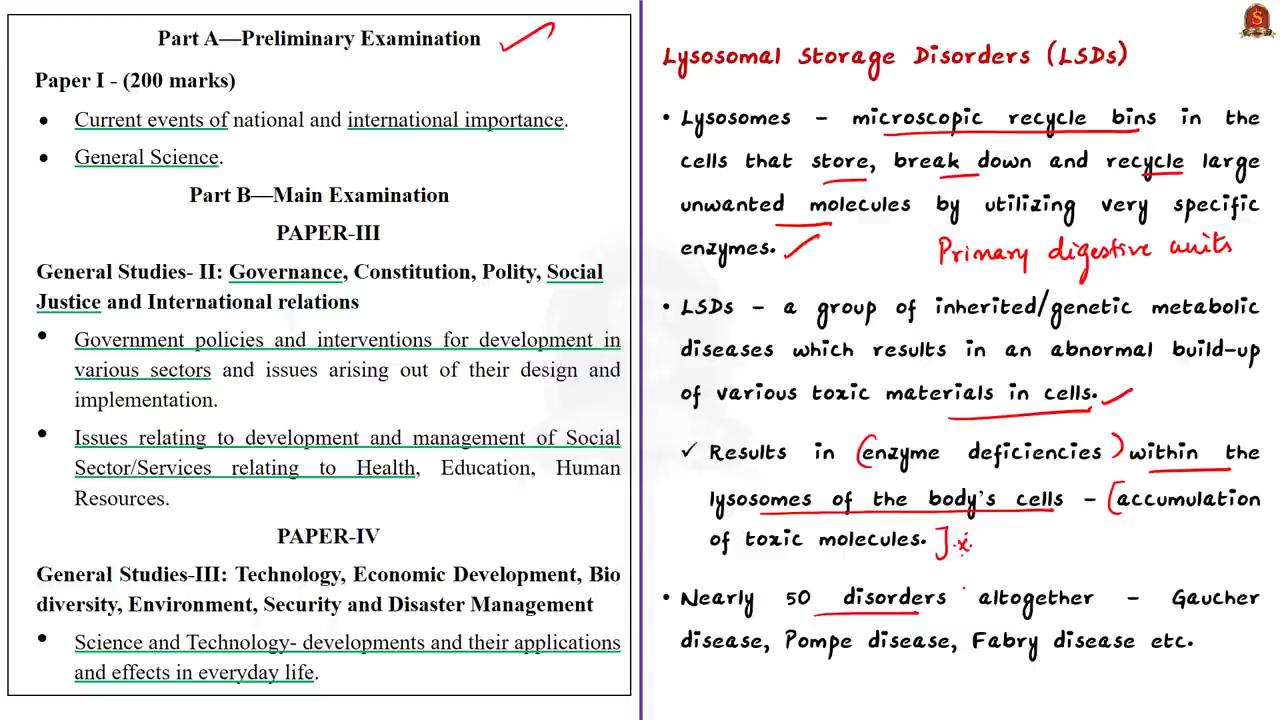 Part A—Preliminary Examination
Paper I - (200 marks)
• Current events of national and international importance.
• General Science.
Part B—Main Examination
PAPER-III
General Studies- II: Governance, Constitution, Polity, Social
Justice and International relations
• Government policies and interventions for development in
various sectors and issues arising out of their design and
implementation.
• Issues relating to development and management of Social
Sector/Services relating to Health, Education, Human
Resources.
PAPER-IV
General Studies-III: Technology, Economic Development, Bio
diversity, Environment, Security and Disaster Management
• Science and Technology- developments and their applications
and effects in everyday life.
Lysosomal Storage Disorders (LSDs)
• Lysosomes – microscopic recycle bins in the
cells that store, break down and recycle large
unwanted molecules by utilizing very specific
enzymes.
Primary digestive units
• LSDs – a group of inherited/genetic metabolic
diseases which results in an abnormal build-up
of various toxic materials in cells.
✓ Results in (enzyme deficiencies) within the
lysosomes of the body's cells – [accumulation
of toxic molecules.]
• Nearly 50 disorders altogether – Gaucher
disease, Pompe disease, Fabry disease etc.